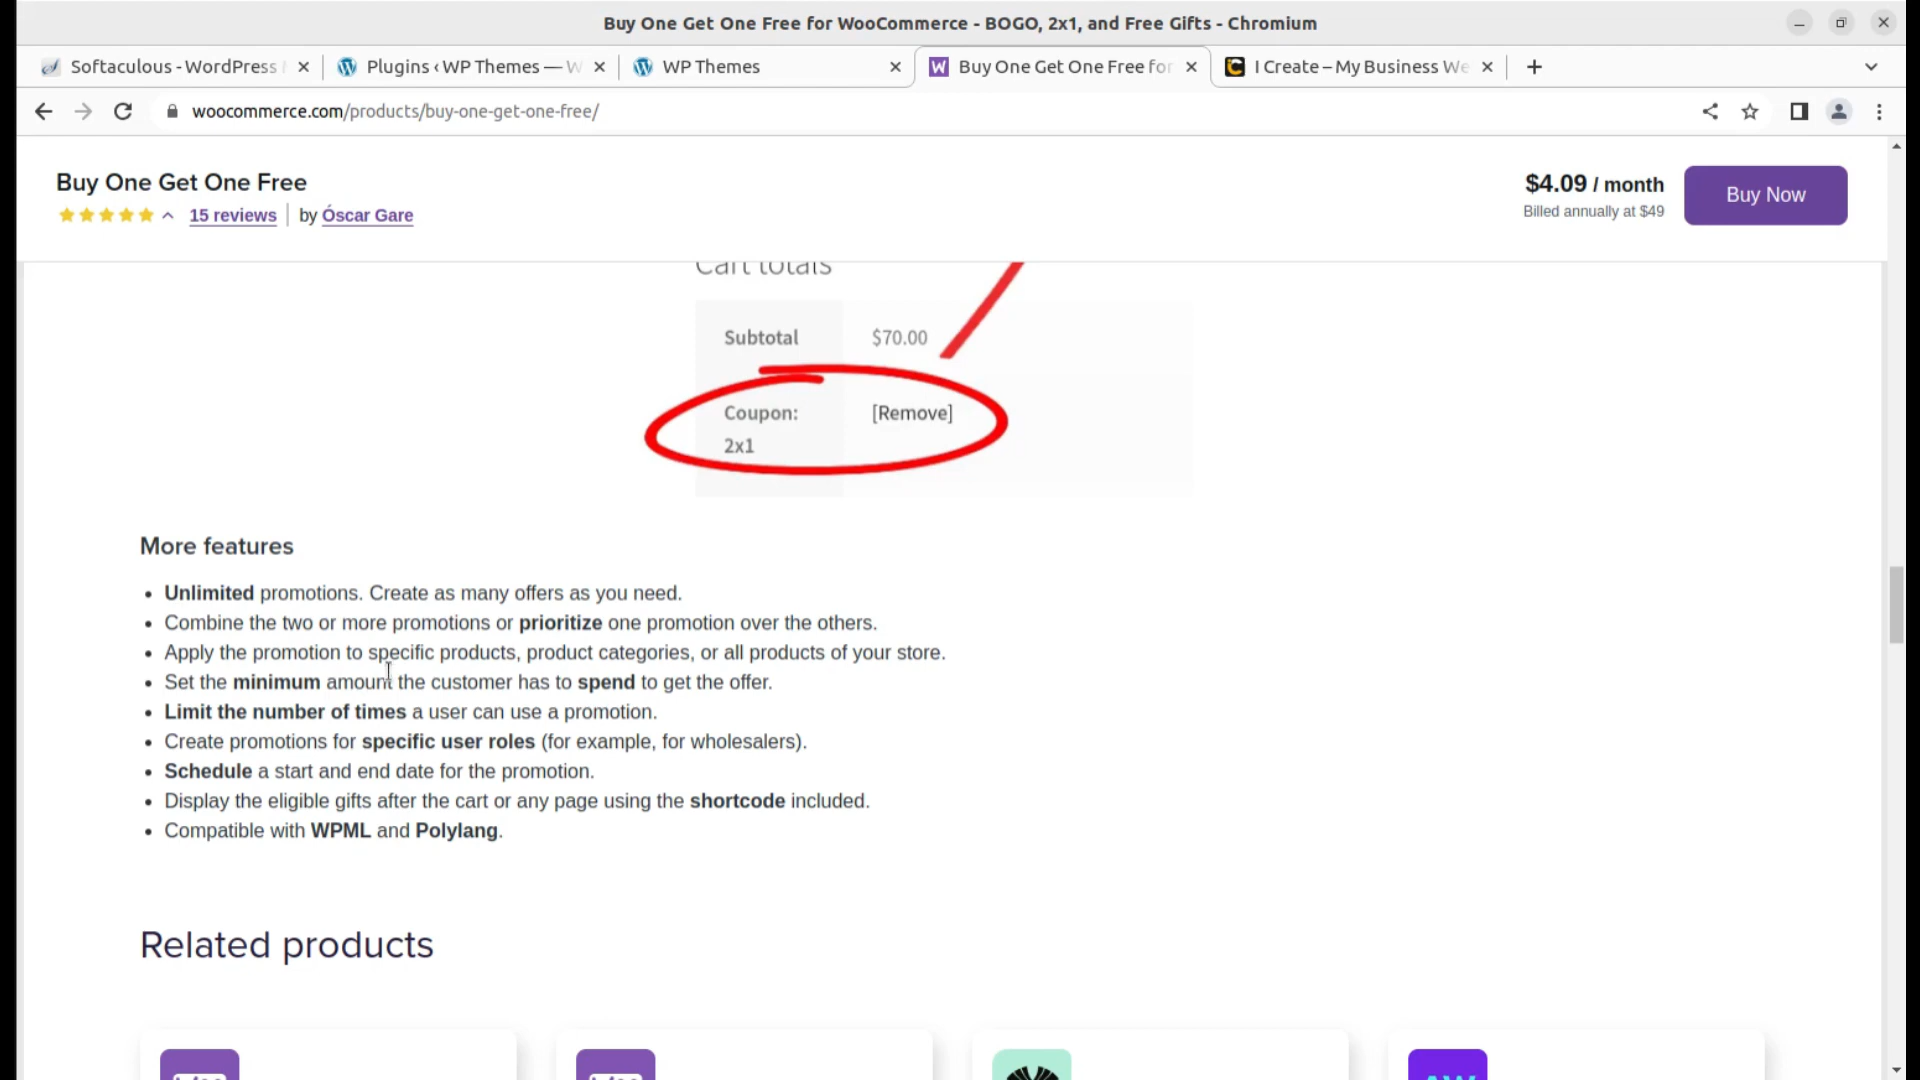 Buy One Get One Free for WooCommerce - BOGO, 2x1, and Free Gifts - Chromium
Softaculous - WordPress
Plugins ‹ WP Themes — W
WP Themes
Buy One Get One Free for
I Create – My Business We
woocommerce.com/products/buy-one-get-one-free/
Buy One Get One Free
15 reviews
by Óscar Gare
$4.09 / month
Billed annually at $49
Buy Now
Cart totals
Subtotal $70.00
Coupon: [Remove]
2x1
More features
• Unlimited promotions. Create as many offers as you need.
• Combine the two or more promotions or prioritize one promotion over the others.
• Apply the promotion to specific products, product categories, or all products of your store.
• Set the minimum amount the customer has to spend to get the offer.
• Limit the number of times a user can use a promotion.
• Create promotions for specific user roles (for example, for wholesalers).
• Schedule a start and end date for the promotion.
• Display the eligible gifts after the cart or any page using the shortcode included.
• Compatible with WPML and Polylang.
Related products